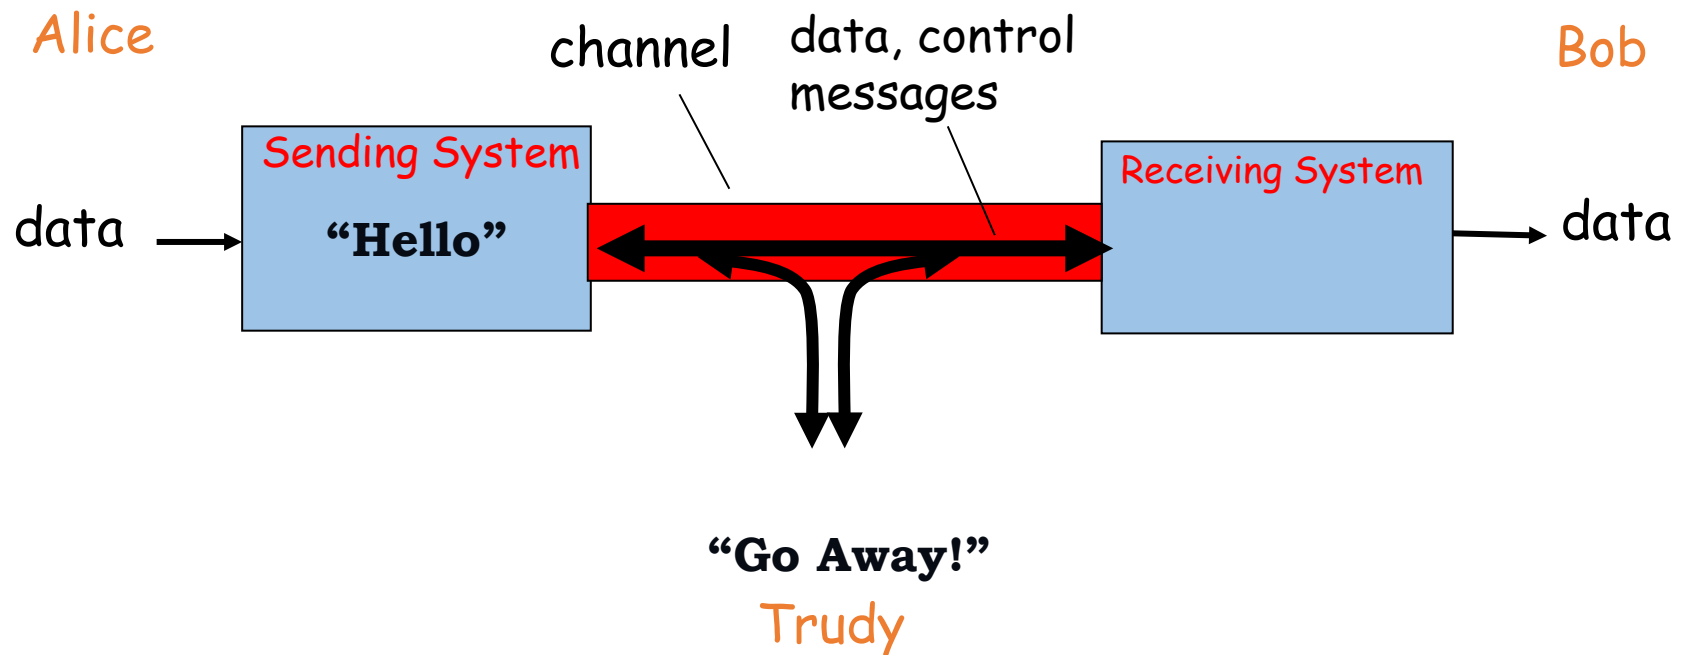 Alice
channel
data, control
messages
Bob
Sending System
Receiving System
data
“Hello”
data
“Go Away!”
Trudy